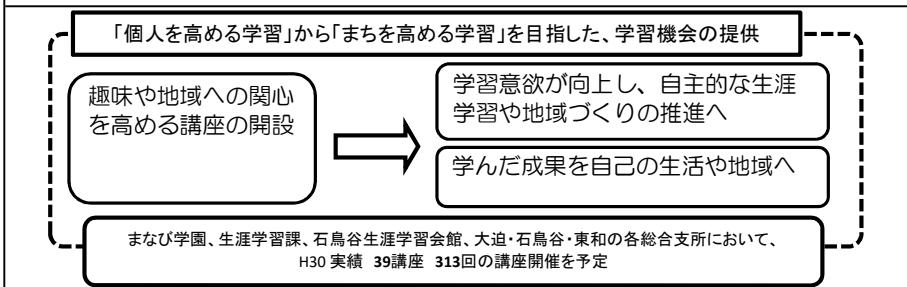 「個人を高める学習」から「まちを高める学習」を目指した、学習機会の提供
趣味や地域への関心
を高める講座の開設
学習意欲が向上し、自主的な生涯
学習や地域づくりの推進へ
学んだ成果を自己の生活や地域へ
まなび学園、生涯学習課、石鳥谷生涯学習会館、大迫・石鳥谷・東和の各総合支所において、
H30 実績 39講座 313回の講座開催を予定